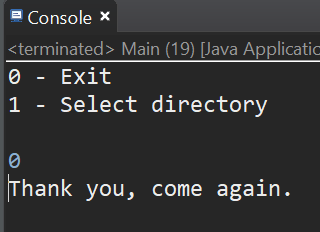 Console
<terminated> Main (19) [Java Applicatio
0 - Exit
1 - Select directory
0
Thank you, come again.